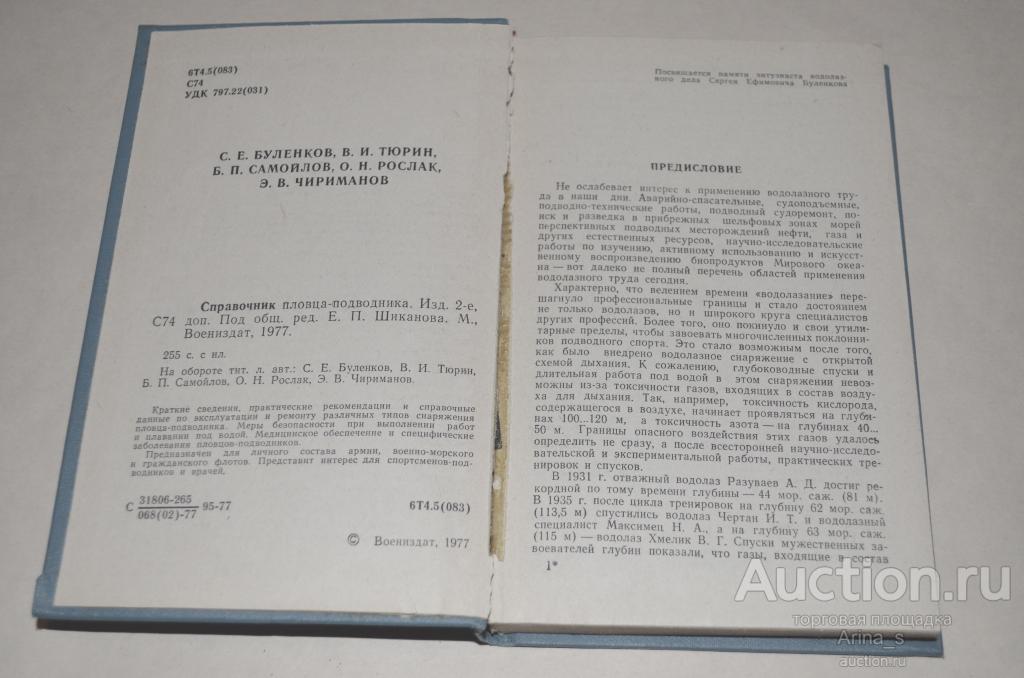 6Т4.5(083)
С74
УДК 797.22(031)
С. Е. БУЛЕНКОВ, В. И. ТЮРИН,
Б. П. САМОЙЛОВ, О. Н. РОСЛАК,
Э. В. ЧИРИМАНОВ
Справочник пловца-подводника. Изд. 2-е,
С74 доп. Под общ. ред. Е. П. Шиканова. М.,
Воениздат, 1977.
255 с. с ил.
На обороте тит. л. авт.: С. Е. Буленков, В. И. Тюрин,
Б. П. Самойлов, О. Н. Рослак, Э. В. Чириманов.
Краткие сведения, практические рекомендации и справочные
данные по эксплуатации и ремонту различных типов снаряжения
пловца-подводника. Меры безопасности при выполнении работ
и плавании под водой. Медицинское обеспечение и специфические
заболевания пловцов-подводников.
Предназначен для личного состава армии, военно-морского
и гражданского флотов. Представит интерес для спортсменов-под-
водников и врачей.
С 31806-265 95-77
068(02)-77
6Т4.5(083)
© Воениздат, 1977
Посвящается памяти энтузиаста водолаз-
ного дела Сергея Ефимовича Буленкова
ПРЕДИСЛОВИЕ
Не ослабевает интерес к применению водолазного тру-
да в наши дни. Аварийно-спасательные, судоподъемные,
подводно-технические работы, подводный судоремонт, по-
иск и разведка в прибрежных шельфовых зонах морей
перспективных подводных месторождений нефти, газа и
других естественных ресурсов, научно-исследовательские
работы по изучению, активному использованию и искусст-
венному воспроизведению биопродуктов Мирового океа-
на — вот далеко не полный перечень областей применения
водолазного труда сегодня.
Характерно, что велением времени «водолазание» пере-
шагнуло профессиональные границы и стало достоянием
не только водолазов, но и широкого круга специалистов
других профессий. Более того, оно покинуло и свои утили-
тарные пределы, чтобы завоевать многочисленных поклонни-
ков подводного спорта. Это стало возможным после того,
как было внедрено водолазное снаряжение с открытой
схемой дыхания. К сожалению, глубоководные спуски и
длительная работа под водой в этом снаряжении невоз-
можны из-за токсичности газов, входящих в состав возду-
ха для дыхания. Так, например, токсичность кислорода,
содержащегося в воздухе, начинает проявляться на глуби-
нах 100...120 м, а токсичность азота — на глубинах 40...
50 м. Границы опасного воздействия этих газов удалось
определить не сразу, а после всесторонней научно-исследо-
вательской и экспериментальной работы, практических тре-
нировок и спусков.
В 1931 г. отважный водолаз Разуваев А. Д. достиг ре-
кордной по тому времени глубины — 44 мор. саж. (81 м).
В 1935 г. после цикла тренировок на глубину 62 мор. саж.
(113,5 м) спустились водолаз Чертан И. Т. и водолазный
специалист Максимец Н. А., а на глубину 63 мор. саж.
(115 м) — водолаз Хмелик В. Г. Спуски мужественных за-
воевателей глубин показали, что газы, входящие в состав
1*
Auction.ru
торговая площадка
Arina_s
auction.ru